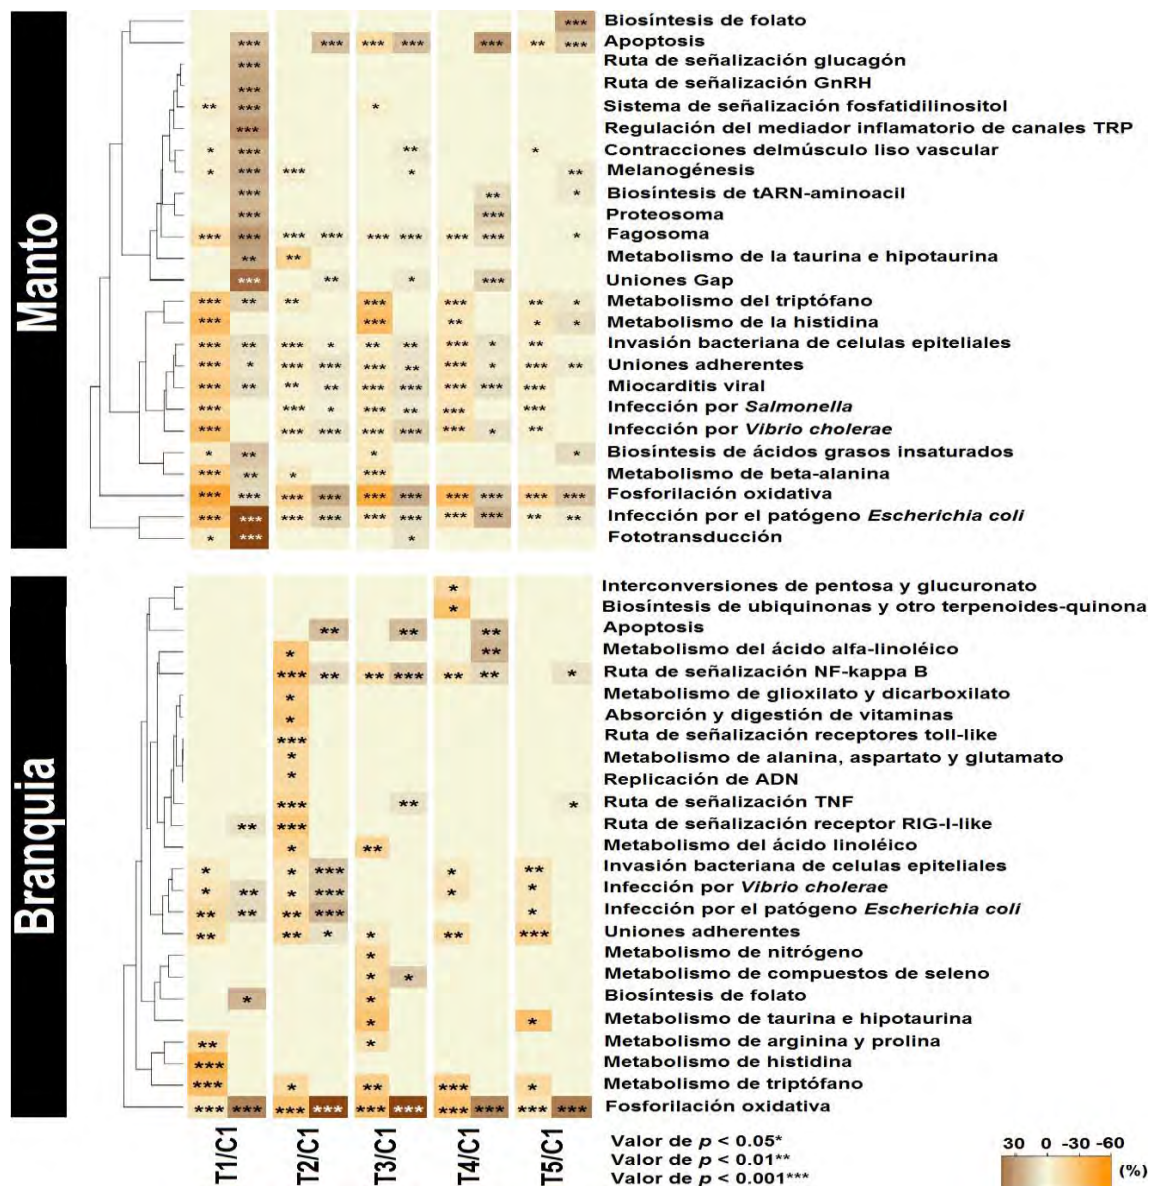 Manto
*** Biosíntesis de folato
*** *** *** *** *** ** *** Apoptosis
*** Ruta de señalización glucagón
*** Ruta de señalización GnRH
** *** * Sistema de señalización fosfatidilinositol
*** Regulación del mediador inflamatorio de canales TRP
* *** ** * Contracciones delmúsculo liso vascular
* *** *** * ** Melanogénesis
*** ** * Biosíntesis de tARN-aminoacil
*** *** Proteosoma
*** *** *** *** *** *** *** *** * Fagosoma
** ** Metabolismo de la taurina e hipotaurina
*** ** * *** Uniones Gap
*** ** ** *** *** ** * Metabolismo del triptófano
*** *** ** * * Metabolismo de la histidina
*** ** *** * ** ** *** * ** Invasión bacteriana de celulas epiteliales
*** * *** *** *** ** *** * *** ** Uniones adherentes
*** ** ** ** *** *** *** *** *** Miocarditis viral
*** *** * *** ** *** *** Infección por Salmonella
*** *** *** *** *** *** * ** Infección por Vibrio cholerae
* ** * * Biosíntesis de ácidos grasos insaturados
*** ** * *** Metabolismo de beta-alanina
*** *** *** *** *** *** *** *** *** *** Fosforilación oxidativa
*** *** *** *** *** *** *** *** ** ** Infección por el patógeno Escherichia coli
* *** * Fototransducción
Branquia
* Interconversiones de pentosa y glucuronato
* Biosíntesis de ubiquinonas y otro terpenoides-quinona
** ** ** Apoptosis
* ** Metabolismo del ácido alfa-linoléico
*** ** ** *** ** ** * Ruta de señalización NF-kappa B
* Metabolismo de glioxilato y dicarboxilato
* Absorción y digestión de vitaminas
*** Ruta de señalización receptores toll-like
* Metabolismo de alanina, aspartato y glutamato
* Replicación de ADN
*** ** * Ruta de señalización TNF
** *** Ruta de señalización receptor RIG-I-like
* ** Metabolismo del ácido linoléico
* * *** * ** Invasión bacteriana de celulas epiteliales
* ** * *** * * Infección por Vibrio cholerae
** ** ** *** * Infección por el patógeno Escherichia coli
** ** * * ** *** Uniones adherentes
* Metabolismo de nitrógeno
* * Metabolismo de compuestos de seleno
* * Biosíntesis de folato
* * Metabolismo de taurina e hipotaurina
** * Metabolismo de arginina y prolina
*** Metabolismo de histidina
*** * ** *** * Metabolismo de triptófano
*** *** *** *** *** *** *** *** *** *** Fosforilación oxidativa
T1/C1 T2/C1 T3/C1 T4/C1 T5/C1
Valor de p < 0.05*
Valor de p < 0.01**
Valor de p < 0.001***
30 0 -30 -60
(%)